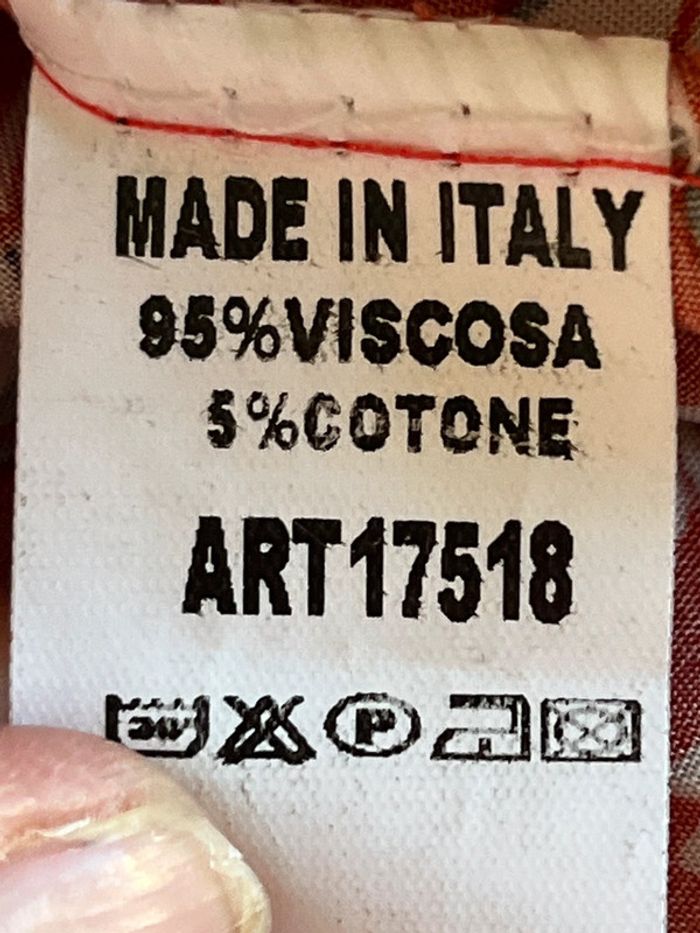 MADE IN ITALY
95%VISCOSA
5%COTONE
ART17518
P